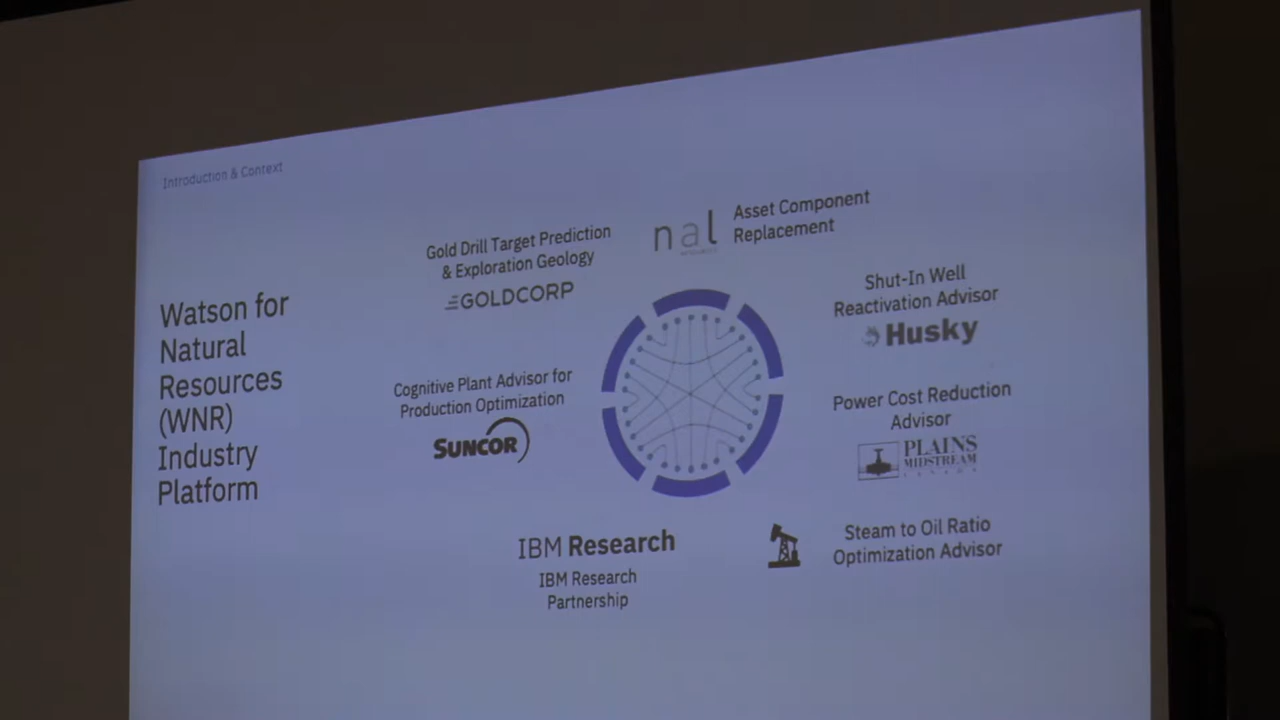 Introduction & Context
Watson for
Natural
Resources
(WNR)
Industry
Platform
Gold Drill Target Prediction
& Exploration Geology
GOLDCORP
nal
Asset Component
Replacement
Shut-In Well
Reactivation Advisor
Husky
Cognitive Plant Advisor for
Production Optimization
SUNCOR
Power Cost Reduction
Advisor
PLAINS
MIDSTREAM
IBM Research
IBM Research
Partnership
Steam to Oil Ratio
Optimization Advisor